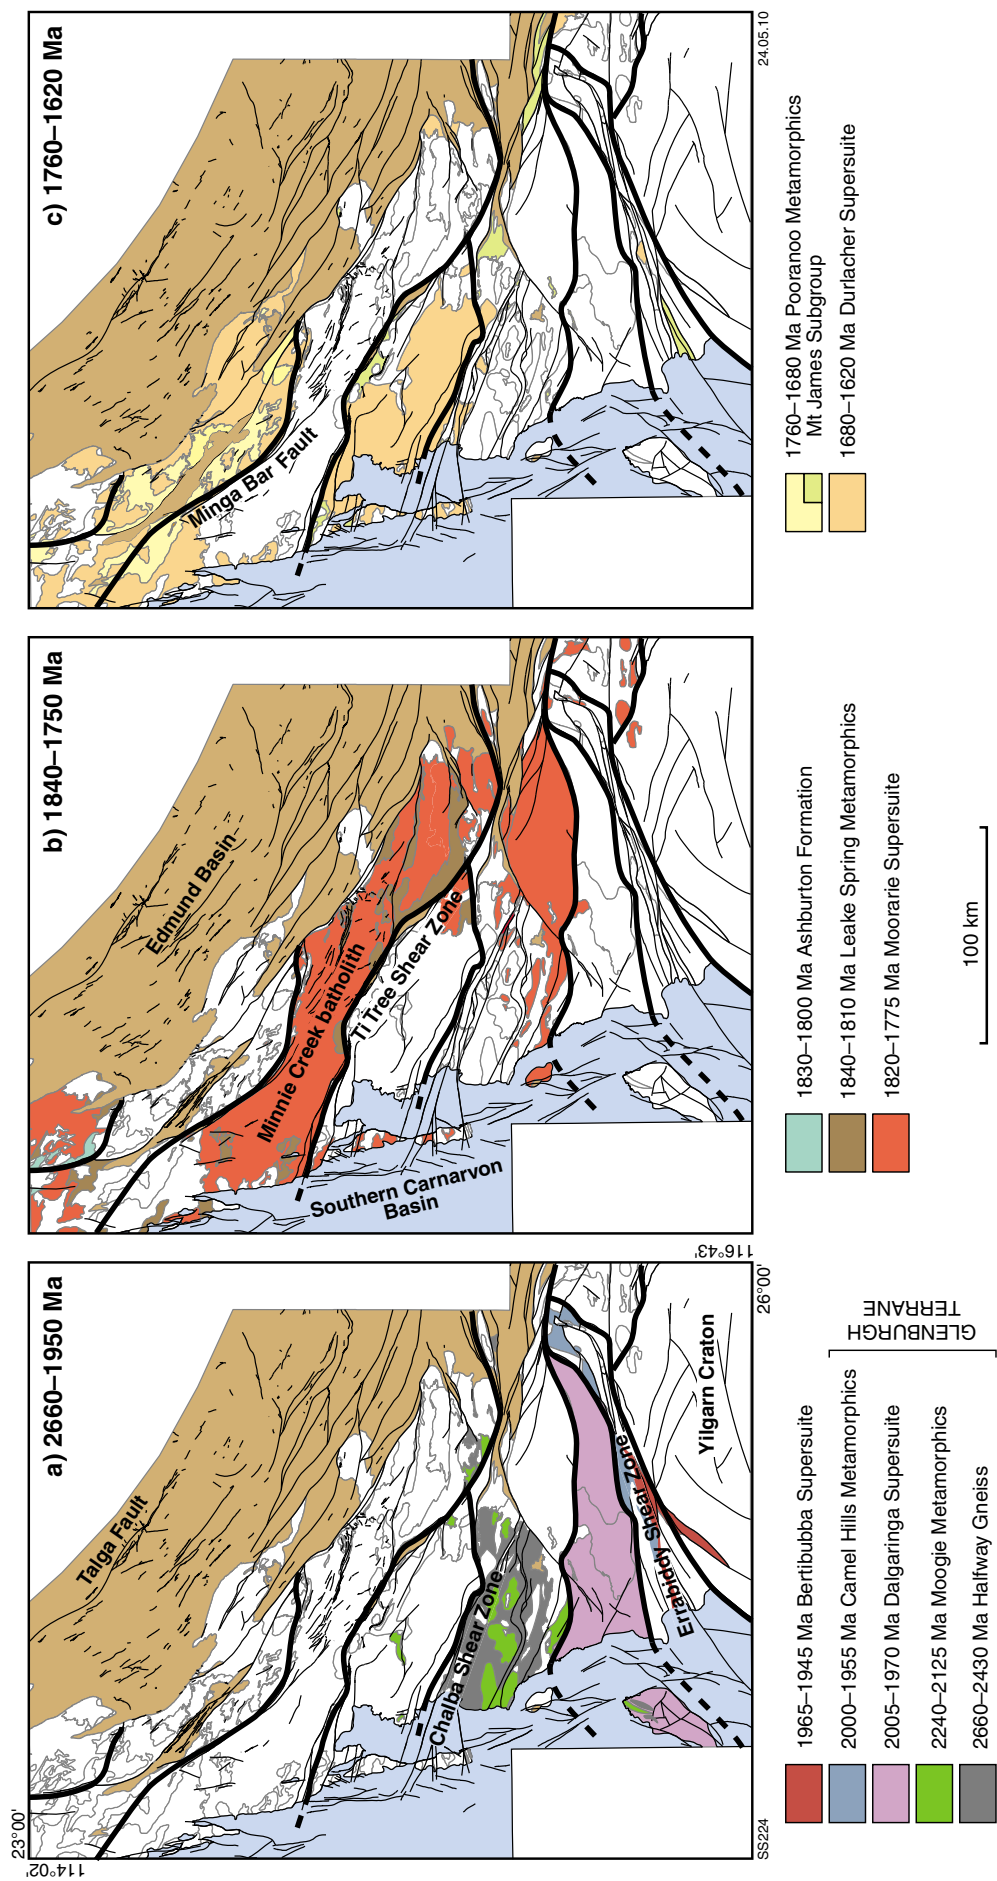 a) 2660–1950 Ma
23°00'
114°02'
Talga Fault
Chalba Shear Zone
Errabiddy Shear Zone
Yilgarn Craton
SS224
26°00'
116°43'
1965–1945 Ma Bertibubba Supersuite
2000–1955 Ma Camel Hills Metamorphics
2005–1970 Ma Dalgaringa Supersuite
2240–2125 Ma Moogie Metamorphics
2660–2430 Ma Halfway Gneiss
GLENBURGH
TERRANE
b) 1840–1750 Ma
Edmund Basin
Minnie Creek batholith
Ti Tree Shear Zone
Southern Carnarvon
Basin
1830–1800 Ma Ashburton Formation
1840–1810 Ma Leake Spring Metamorphics
1820–1775 Ma Moorarie Supersuite
100 km
c) 1760–1620 Ma
Minga Bar Fault
24.05.10
1760–1680 Ma Pooranoo Metamorphics
Mt James Subgroup
1680–1620 Ma Durlacher Supersuite